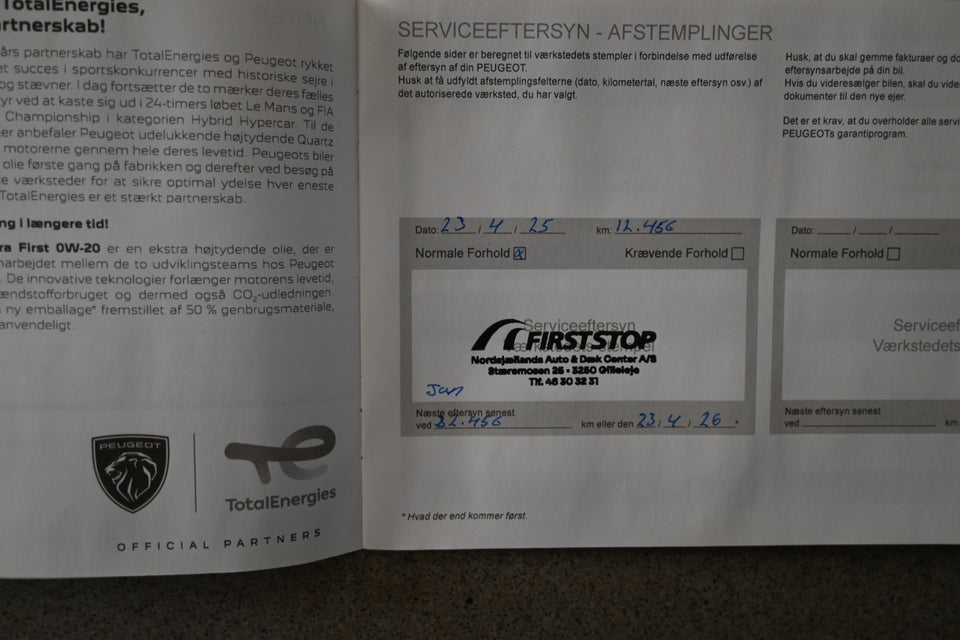 TotalEnergies,
artnerskab!
års partnerskab har TotalEnergies og Peugeot rykket
et succes i sportskonkurrencer med historiske sejre i
og stævner. I dag fortsætter de to mærker deres fælles
yr ved at kaste sig ud i 24-timers løbet Le Mans og FIA
Championship i kategorien Hybrid Hypercar. Til de
er anbefaler Peugeot udelukkende højtydende Quartz
motorerne gennem hele deres levetid. Peugeots biler
olie første gang på fabrikken og derefter ved besøg på
e værksteder for at sikre optimal ydelse hver eneste
TotalEnergies er et stærkt partnerskab.
ng i længere tid!
ra First 0W-20 er en ekstra højtydende olie, der er
narbejdet mellem de to udviklingsteams hos Peugeot
. De innovative teknologier forlænger motorens levetid,
ændstofforbruget og dermed også CO₂-udledningen.
n ny emballage* fremstillet af 50 % genbrugsmateriale,
anvendeligt.
PEUGEOT
TotalEnergies
OFFICIAL PARTNERS
SERVICEEFTERSYN - AFSTEMPLINGER
Følgende sider er beregnet til værkstedets stempler i forbindelse med udførelse
af eftersyn af din PEUGEOT.
Husk at få udfyldt afstemplingsfelterne (dato, kilometertal, næste eftersyn osv.) af
det autoriserede værksted, du har valgt.
Husk, at du skal gemme fakturaer og do
eftersynsarbejde på din bil.
Hvis du videresælger bilen, skal du vide
dokumenter til den nye ejer.
Det er et krav, at du overholder alle servi
PEUGEOTs garantiprogram.
Dato: 23 / 4 / 25 km: 12.456
Normale Forhold x Krævende Forhold
Serviceeftersyn
Værkstedets stempel
FIRST STOP
Nordsjællands Auto & Dæk Center A/S
Stæremosen 25 • 3250 Gilleleje
Tlf. 48 30 32 31
Næste eftersyn senest
ved 32.456 km eller den 23 / 4 / 26 *
Dato: / /
Normale Forhold
Serviceef
Værkstedets
Næste eftersyn senest
ved km
* Hvad der end kommer først.